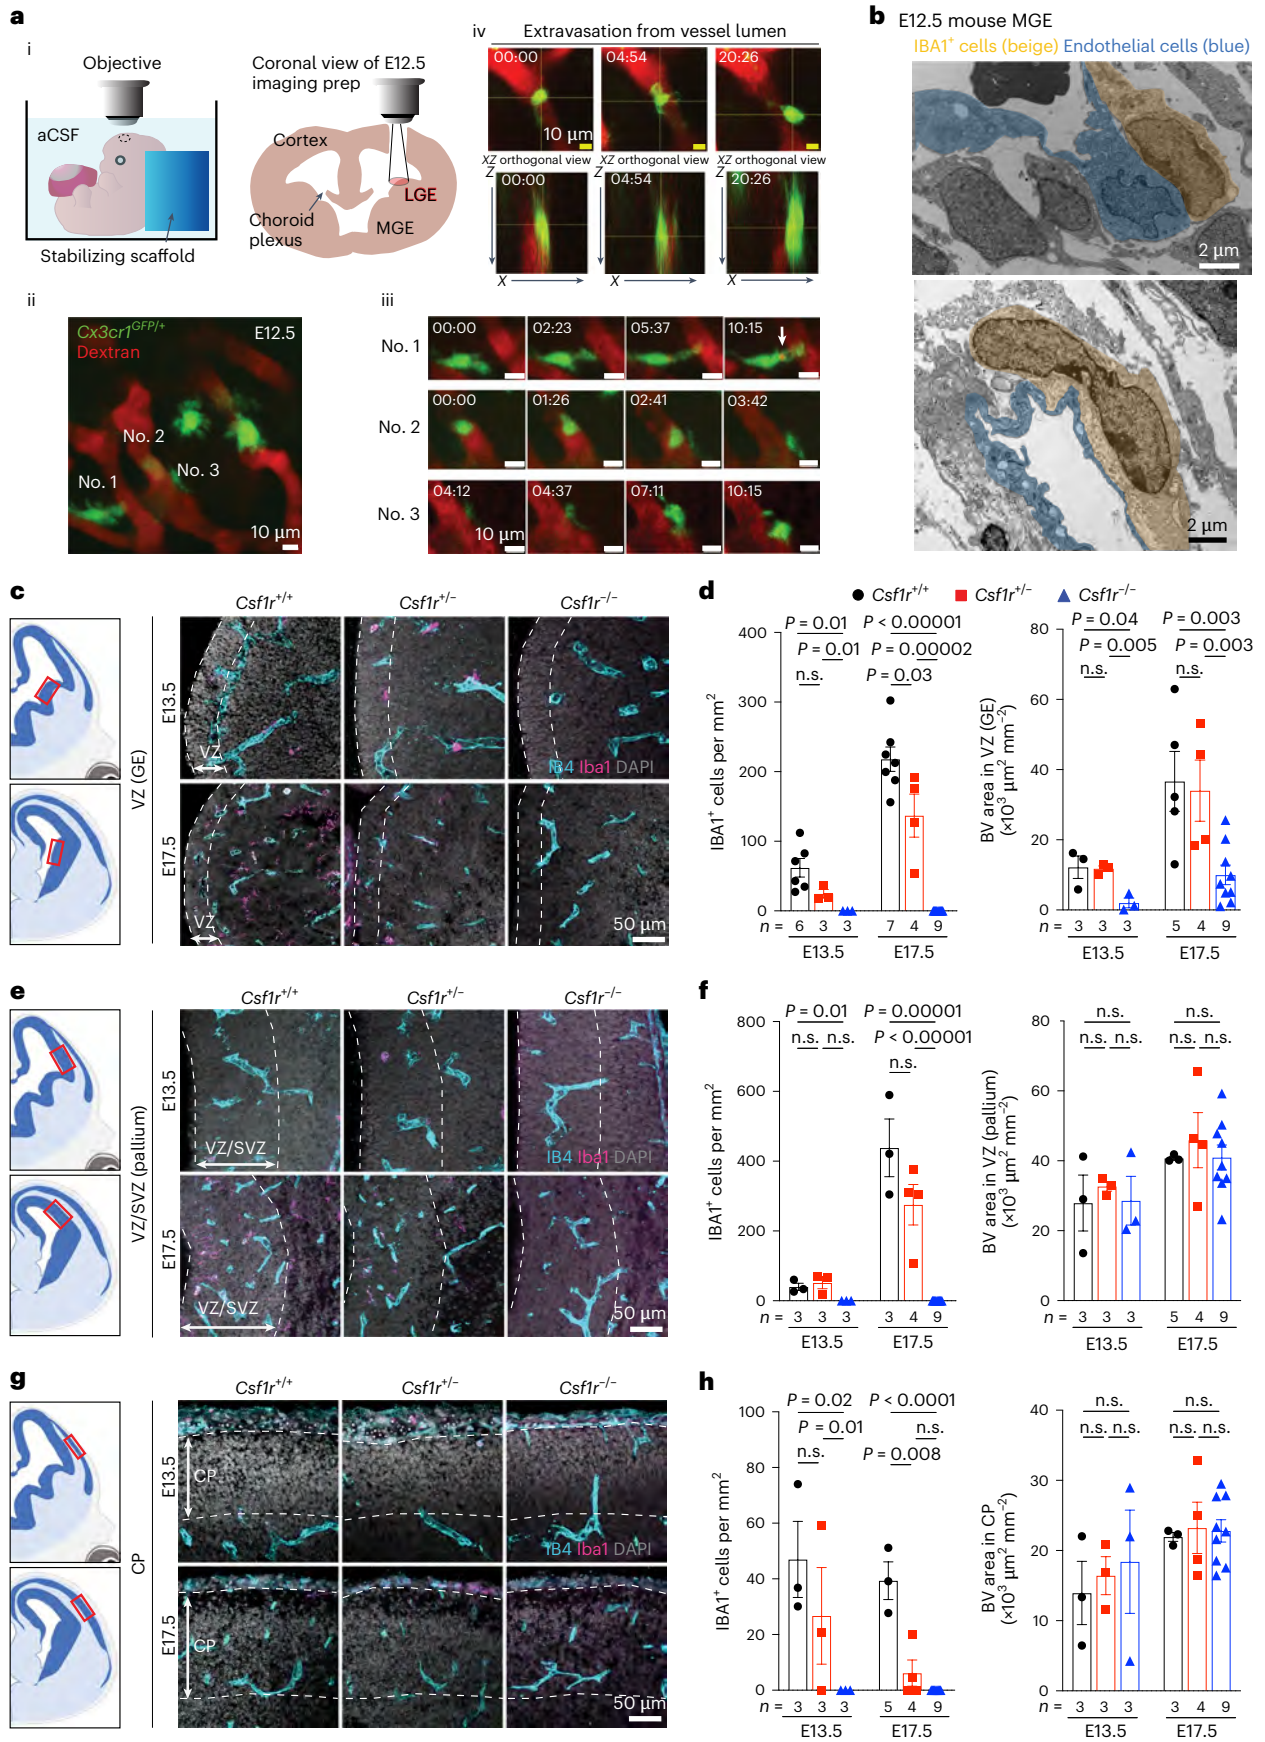 a
i
Objective
aCSF
Stabilizing scaffold
Coronal view of E12.5
imaging prep
Cortex
LGE
Choroid
plexus
MGE
iv
Extravasation from vessel lumen
00:00
04:54
20:26
10 µm
XZ orthogonal view
XZ orthogonal view
XZ orthogonal view
Z
00:00
Z
04:54
Z
20:26
X
ii
Cx3cr1GFP/+
E12.5
Dextran
No. 2
No. 3
No. 1
10 µm
iii
No. 1
00:00
02:23
05:37
10:15
No. 2
00:00
01:26
02:41
03:42
No. 3
04:12
04:37
07:11
10:15
10 µm
b
E12.5 mouse MGE
IBA1+ cells (beige) Endothelial cells (blue)
2 µm
2 µm
c
Csf1r+/+
Csf1r+/−
Csf1r−/−
VZ (GE)
E13.5
VZ
IB4 Iba1 DAPI
E17.5
VZ
50 µm
d
Csf1r+/+
Csf1r+/−
Csf1r−/−
IBA1+ cells per mm2
400
300
200
100
0
P = 0.01
P = 0.01
n.s.
P < 0.00001
P = 0.00002
P = 0.03
n = 6 3 3 7 4 9
E13.5 E17.5
BV area in VZ (GE)
(×103 µm2 mm−2)
80
60
40
20
0
P = 0.04
P = 0.005
n.s.
P = 0.003
P = 0.003
n.s.
n = 3 3 3 5 4 9
E13.5 E17.5
e
Csf1r+/+
Csf1r+/−
Csf1r−/−
VZ/SVZ (pallium)
E13.5
VZ/SVZ
IB4 Iba1 DAPI
E17.5
VZ/SVZ
50 µm
f
IBA1+ cells per mm2
800
600
400
200
0
P = 0.01
n.s. n.s.
P = 0.00001
P < 0.00001
n.s.
n = 3 3 3 3 4 9
E13.5 E17.5
BV area in VZ (pallium)
(×103 µm2 mm−2)
80
60
40
20
0
n.s.
n.s. n.s.
n.s.
n.s. n.s.
n = 3 3 3 5 4 9
E13.5 E17.5
g
Csf1r+/+
Csf1r+/−
Csf1r−/−
CP
E13.5
CP
IB4 Iba1 DAPI
E17.5
CP
50 µm
h
IBA1+ cells per mm2
100
80
60
40
20
0
P = 0.02
P = 0.01
n.s.
P < 0.0001
n.s.
P = 0.008
n = 3 3 3 5 4 9
E13.5 E17.5
BV area in CP
(×103 µm2 mm−2)
40
30
20
10
0
n.s.
n.s. n.s.
n.s.
n.s. n.s.
n = 3 3 3 3 4 9
E13.5 E17.5